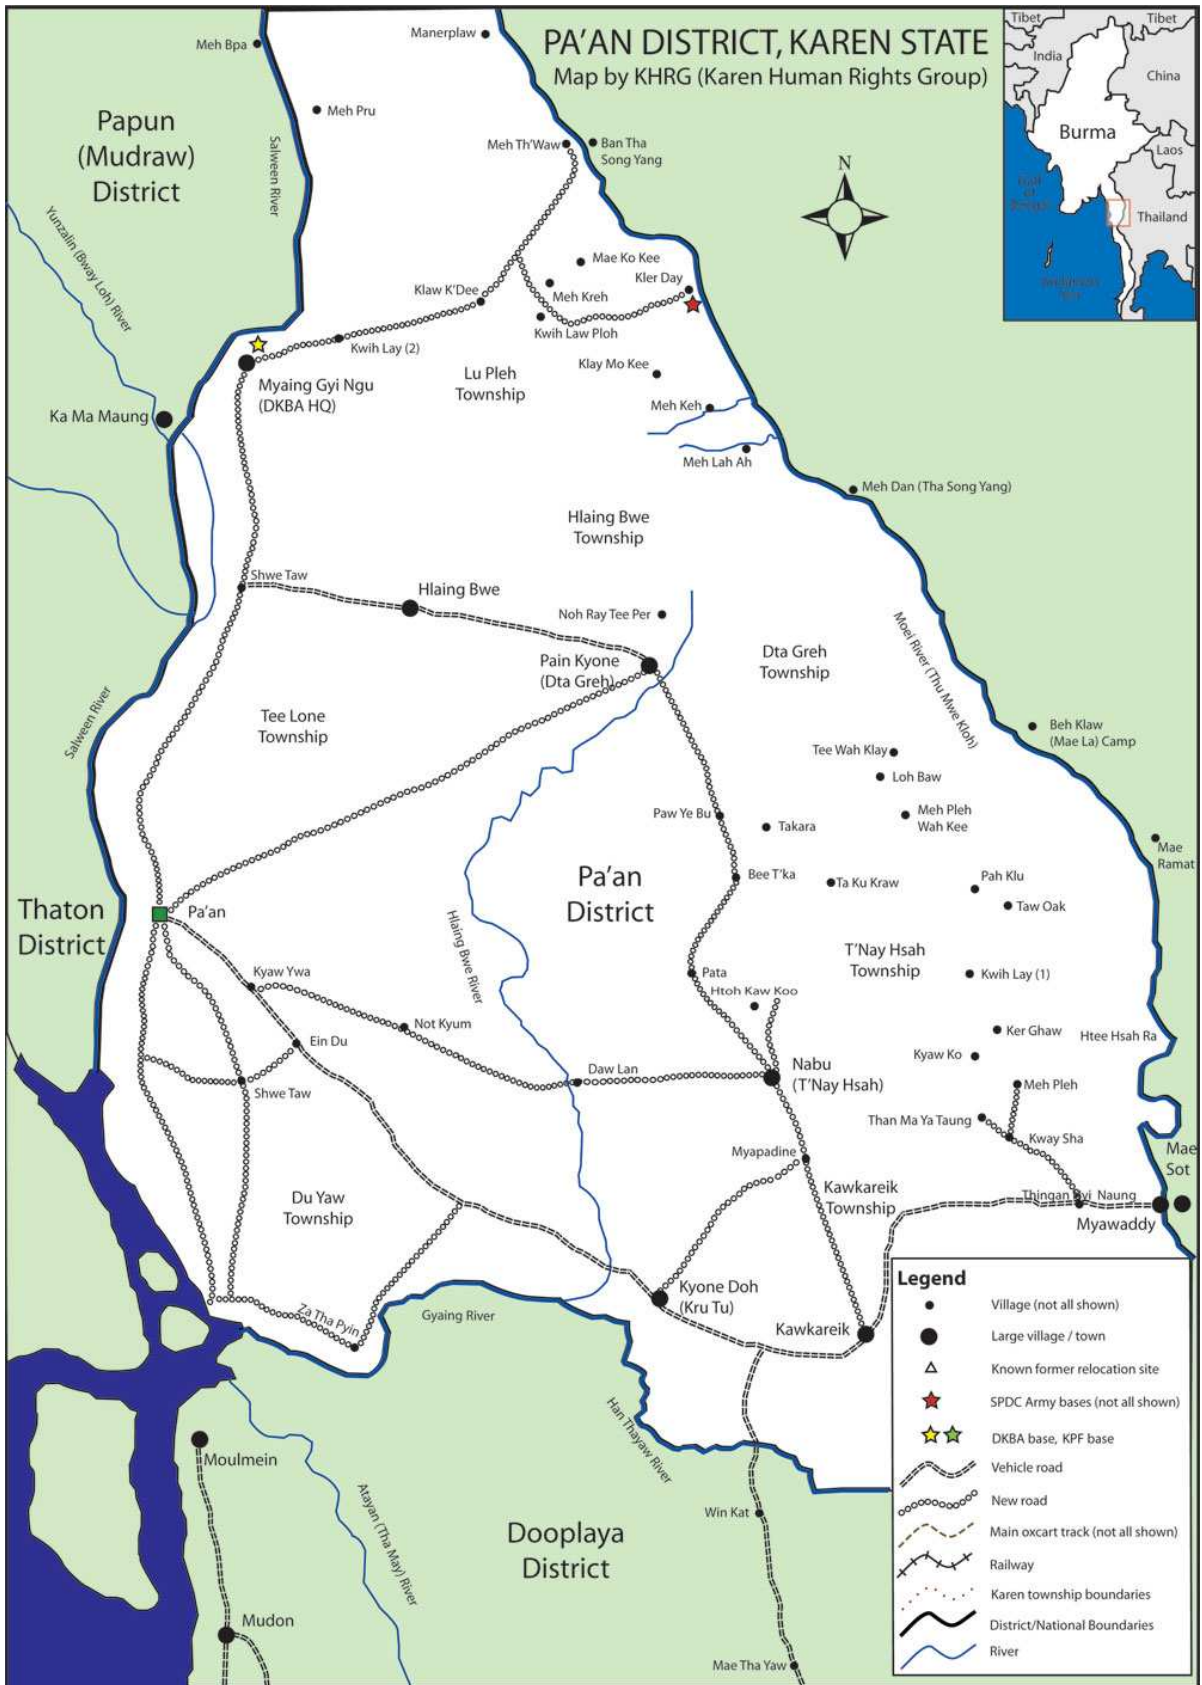 PA'AN DISTRICT, KAREN STATE
Map by KHRG (Karen Human Rights Group)
Tibet
Tibet
India
China
Burma
Laos
Thailand
Meh Bpa
Manerplaw
Meh Pru
Papun
(Mudraw)
District
Salween River
Meh Th'Waw
Ban Tha
Song Yang
N
Yunzalin (Bway Loh) River
Mae Ko Kee
Kler Day
Klaw K'Dee
Meh Kreh
Kwih Law Ploh
Kwih Lay (2)
Klay Mo Kee
Lu Pleh
Township
Myaing Gyi Ngu
(DKBA HQ)
Ka Ma Maung
Meh Keh
Meh Lah Ah
Meh Dan (Tha Song Yang)
Hlaing Bwe
Township
Shwe Taw
Hlaing Bwe
Noh Ray Tee Per
Pain Kyone
(Dta Greh)
Dta Greh
Township
Moei River (Thu Mwe Kloh)
Salween River
Tee Lone
Township
Beh Klaw
(Mae La) Camp
Tee Wah Klay
Loh Baw
Paw Ye Bu
Takara
Meh Pleh
Wah Kee
Mae
Ramat
Pa'an
District
Bee T'ka
Ta Ku Kraw
Pah Klu
Taw Oak
Thaton
District
Pa'an
Hlaing Bwe River
T'Nay Hsah
Township
Kyaw Ywa
Pata
Kwih Lay (1)
Htoh Kaw Koo
Not Kyum
Ein Du
Ker Ghaw
Htee Hsah Ra
Kyaw Ko
Daw Lan
Nabu
(T'Nay Hsah)
Shwe Taw
Meh Pleh
Than Ma Ya Taung
Kway Sha
Myapadine
Mae
Sot
Du Yaw
Township
Kawkareik
Township
Thingan Nyi Naung
Myawaddy
Kyone Doh
(Kru Tu)
Za Tha Pyin
Gyaing River
Kawkareik
Han Thayaw River
Moulmein
Atayan (Tha May) River
Win Kat
Dooplaya
District
Mudon
Mae Tha Yaw
Legend
Village (not all shown)
Large village / town
Known former relocation site
SPDC Army bases (not all shown)
DKBA base, KPF base
Vehicle road
New road
Main oxcart track (not all shown)
Railway
Karen township boundaries
District/National Boundaries
River